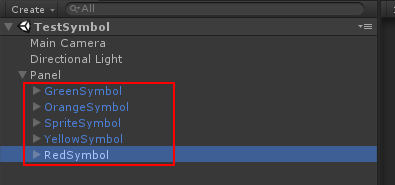 Create All
TestSymbol
Main Camera
Directional Light
Panel
GreenSymbol
OrangeSymbol
SpriteSymbol
YellowSymbol
RedSymbol